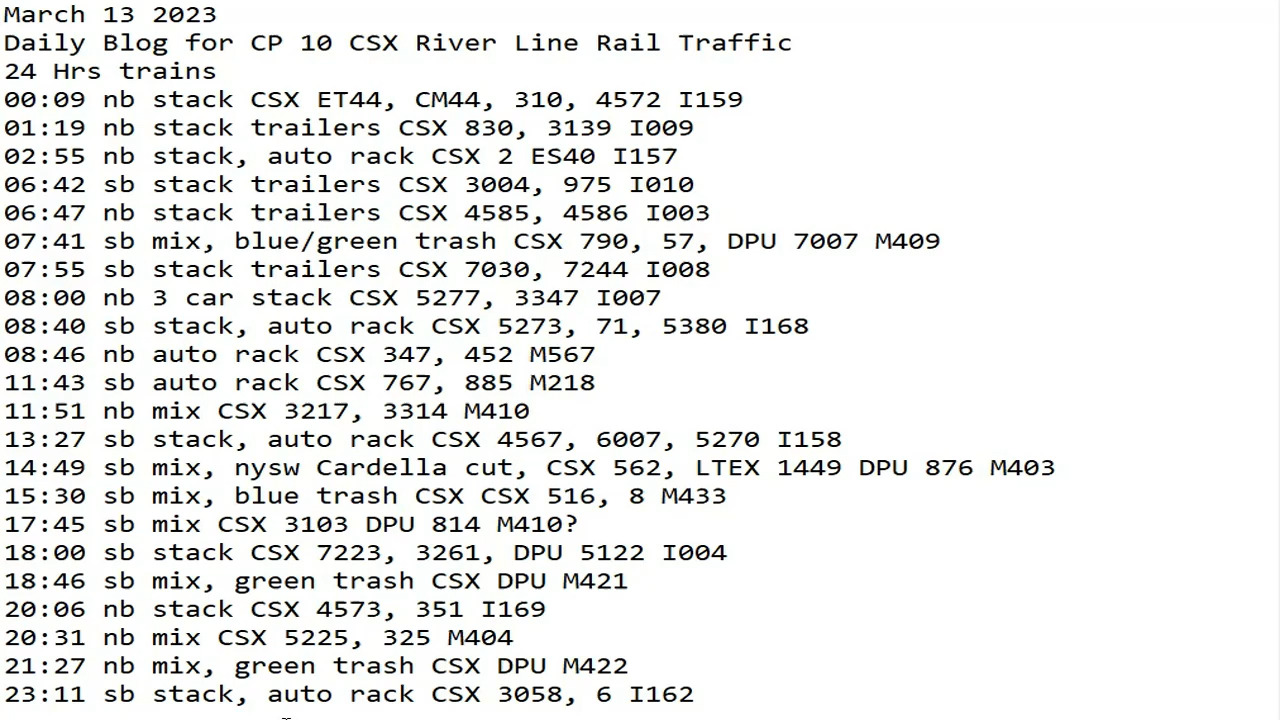 March 13 2023
Daily Blog for CP 10 CSX River Line Rail Traffic
24 Hrs trains
00:09 nb stack CSX ET44, CM44, 310, 4572 I159
01:19 nb stack trailers CSX 830, 3139 I009
02:55 nb stack, auto rack CSX 2 ES40 I157
06:42 sb stack trailers CSX 3004, 975 I010
06:47 nb stack trailers CSX 4585, 4586 I003
07:41 sb mix, blue/green trash CSX 790, 57, DPU 7007 M409
07:55 sb stack trailers CSX 7030, 7244 I008
08:00 nb 3 car stack CSX 5277, 3347 I007
08:40 sb stack, auto rack CSX 5273, 71, 5380 I168
08:46 nb auto rack CSX 347, 452 M567
11:43 sb auto rack CSX 767, 885 M218
11:51 nb mix CSX 3217, 3314 M410
13:27 sb stack, auto rack CSX 4567, 6007, 5270 I158
14:49 sb mix, nysw Cardella cut, CSX 562, LTEX 1449 DPU 876 M403
15:30 sb mix, blue trash CSX CSX 516, 8 M433
17:45 sb mix CSX 3103 DPU 814 M410?
18:00 sb stack CSX 7223, 3261, DPU 5122 I004
18:46 sb mix, green trash CSX DPU M421
20:06 nb stack CSX 4573, 351 I169
20:31 nb mix CSX 5225, 325 M404
21:27 nb mix, green trash CSX DPU M422
23:11 sb stack, auto rack CSX 3058, 6 I162